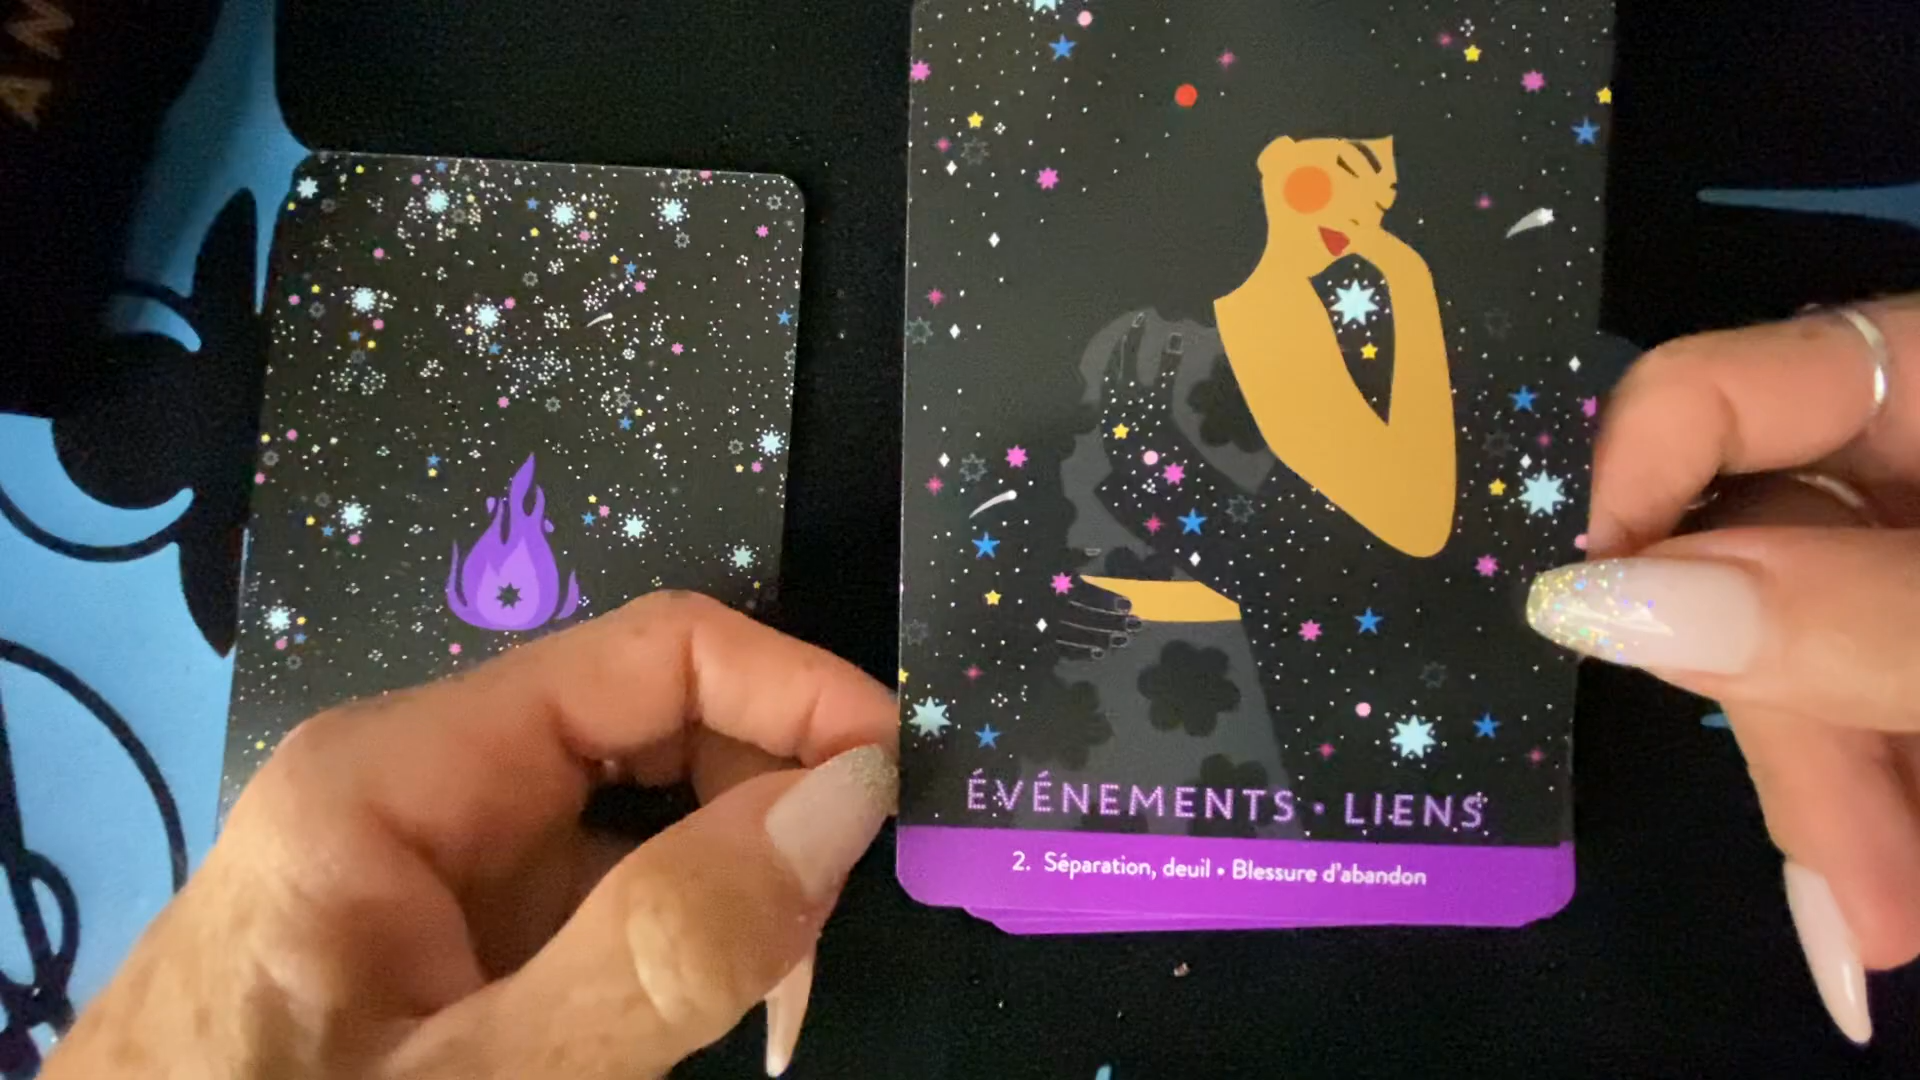 ÉVÉNEMENTS • LIENS
2. Séparation, deuil • Blessure d'abandon